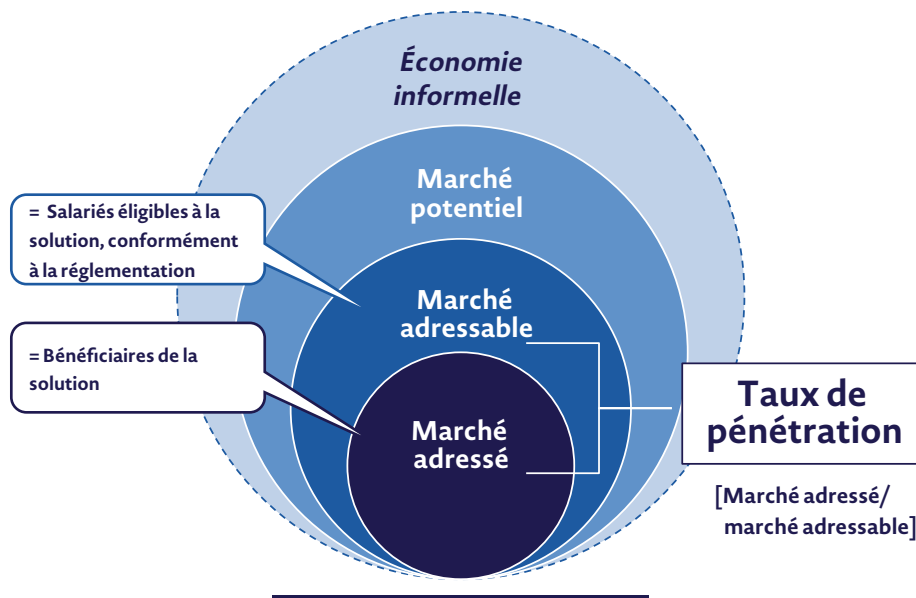 Économie
informelle
Marché
potentiel
= Salariés éligibles à la
solution, conformément
à la réglementation
Marché
adressable
= Bénéficiaires de la
solution
Marché
adressé
Taux de
pénétration
[Marché adressé/
marché adressable]